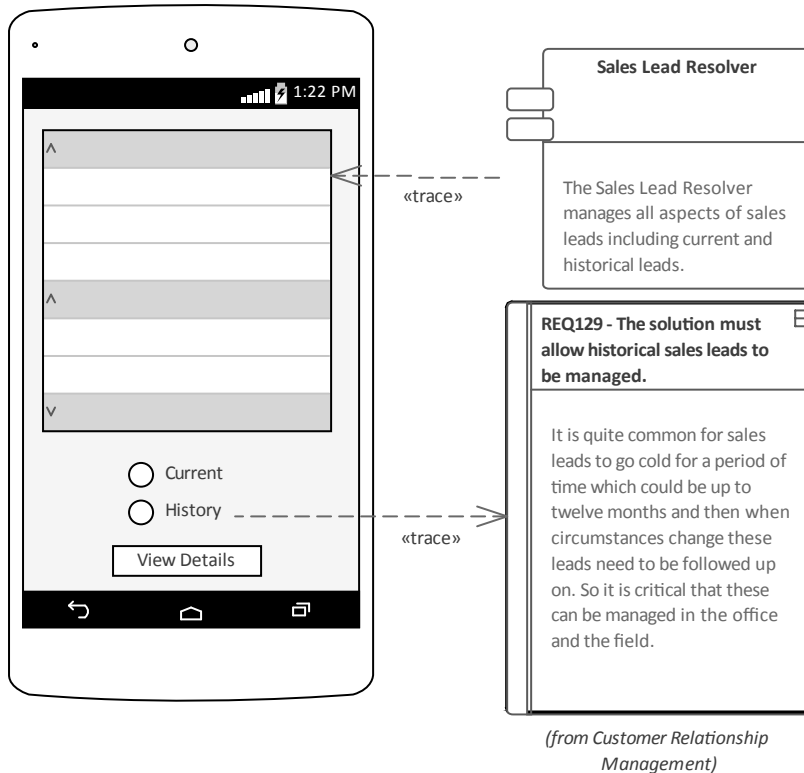 1:22 PM
Sales Lead Resolver
«trace»
The Sales Lead Resolver
manages all aspects of sales
leads including current and
historical leads.
REQ129 - The solution must
allow historical sales leads to
be managed.
It is quite common for sales
leads to go cold for a period of
time which could be up to
twelve months and then when
circumstances change these
leads need to be followed up
on. So it is critical that these
can be managed in the office
and the field.
Current
History
«trace»
View Details
(from Customer Relationship
Management)